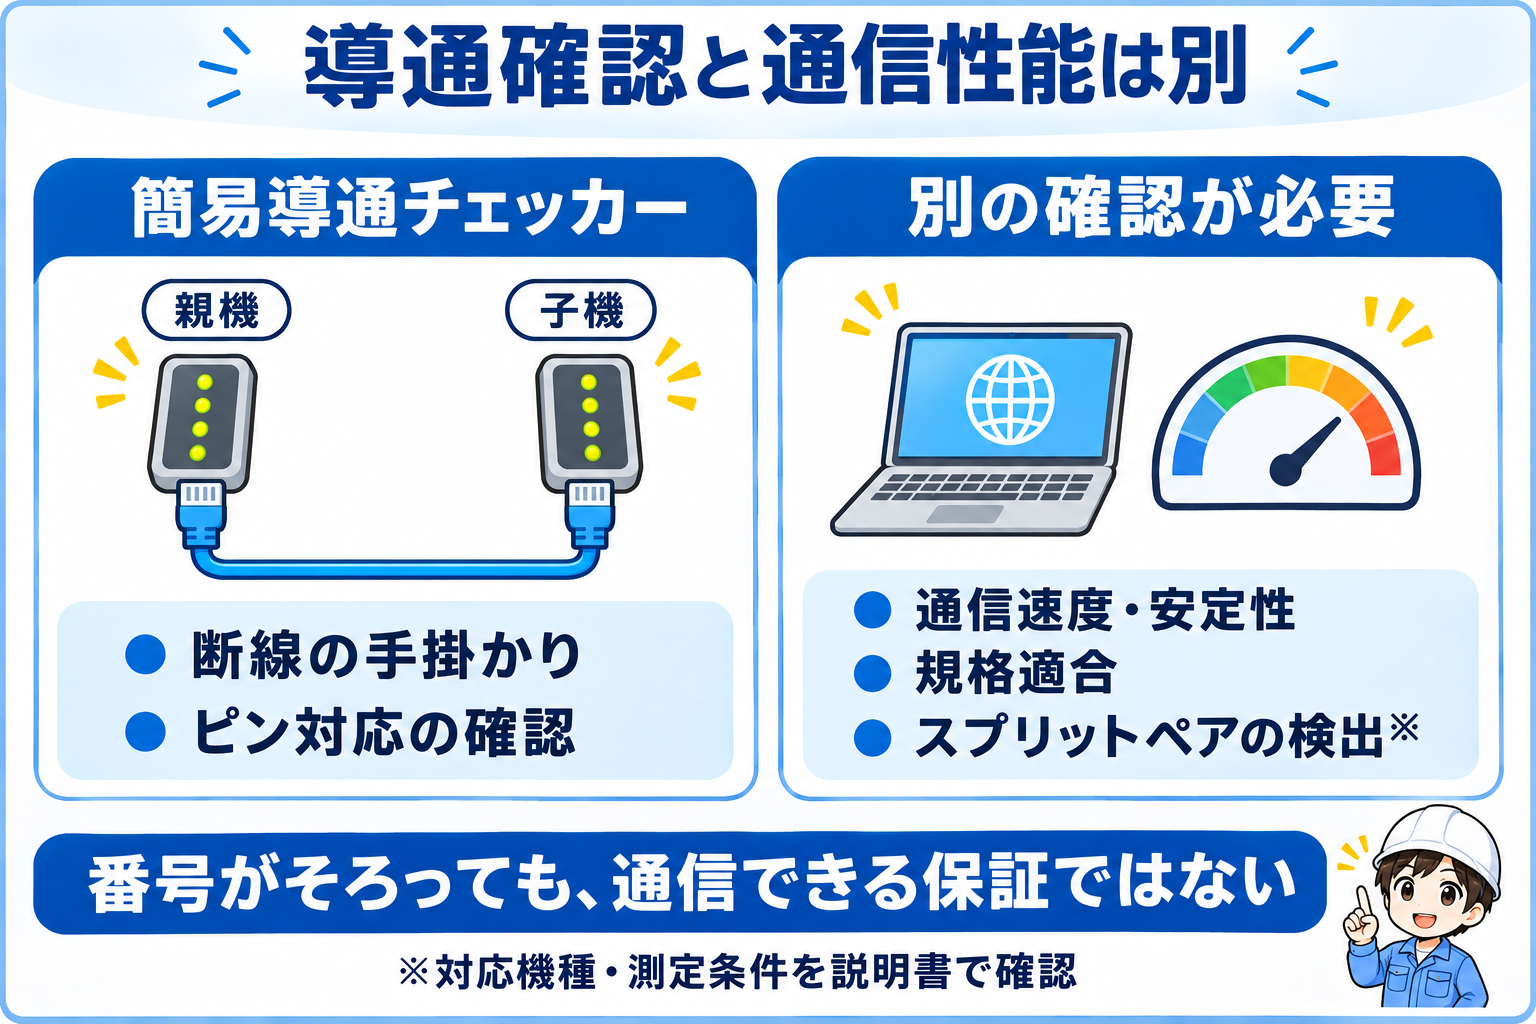 導通確認と通信性能は別
簡易導通チェッカー
親機
子機
● 断線の手掛かり
● ピン対応の確認
別の確認が必要
● 通信速度・安定性
● 規格適合
● スプリットペアの検出※
番号がそろっても、通信できる保証ではない
※対応機種・測定条件を説明書で確認